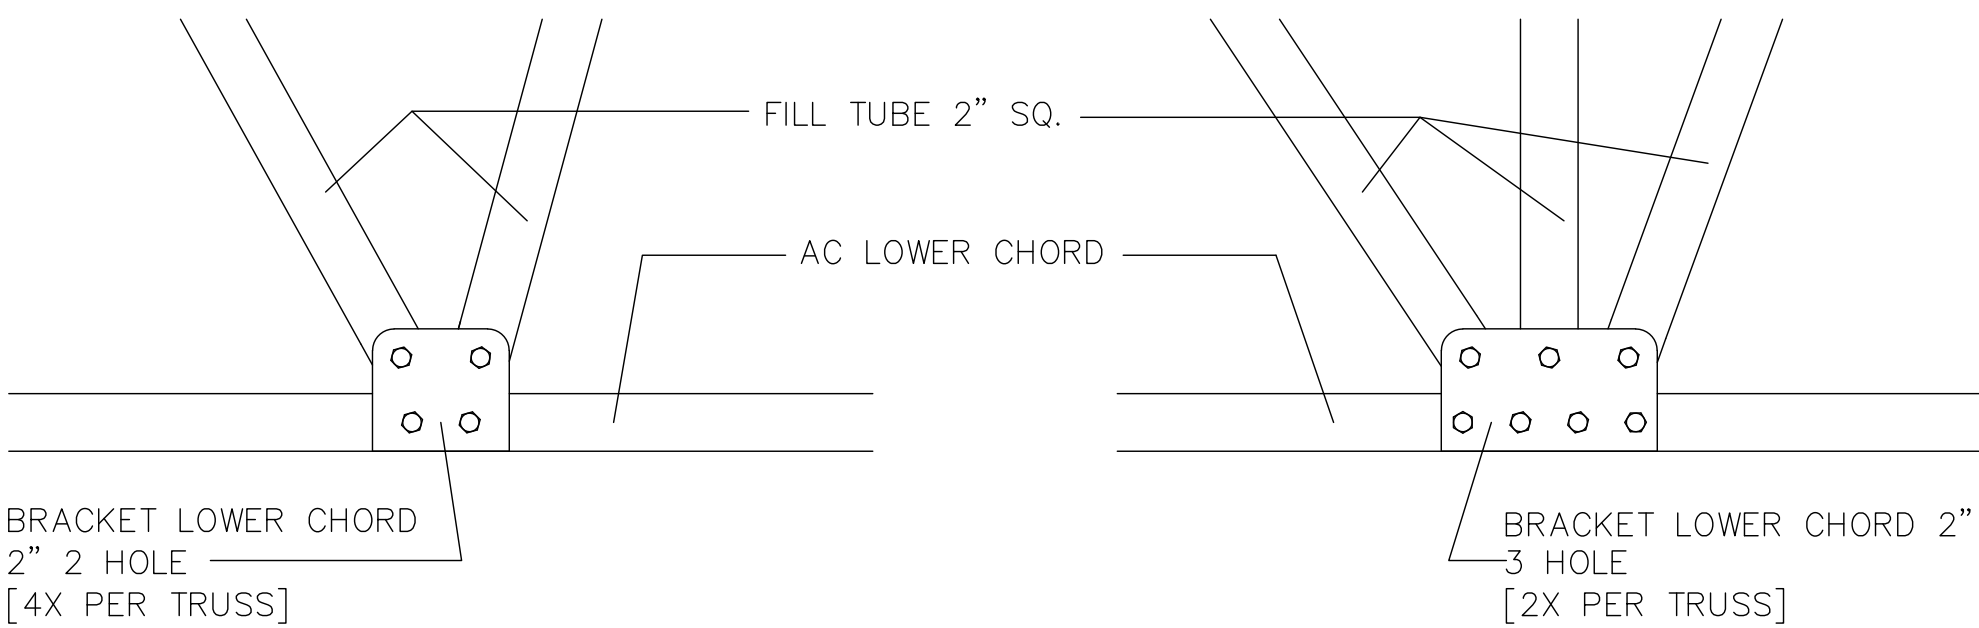 FILL TUBE 2” SQ.
AC LOWER CHORD
BRACKET LOWER CHORD
2” 2 HOLE
[4X PER TRUSS]
BRACKET LOWER CHORD 2”
3 HOLE
[2X PER TRUSS]